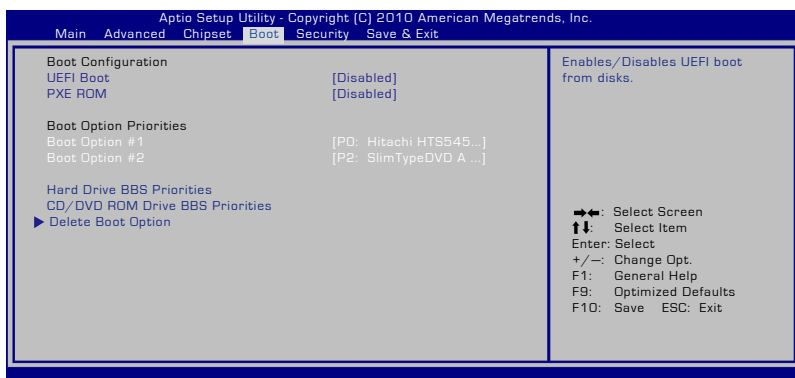 Aptio Setup Utility - Copyright (C) 2010 American Megatrends, Inc.
Main Advanced Chipset Boot Security Save & Exit
Boot Configuration
UEFI Boot [Disabled]
PXE ROM [Disabled]
Boot Option Priorities
Boot Option #1 [P0: Hitachi HTS545...]
Boot Option #2 [P2: SlimTypeDVD A ...]
Hard Drive BBS Priorities
CD/DVD ROM Drive BBS Priorities
Delete Boot Option
Enables/Disables UEFI boot
from disks.
→←: Select Screen
↑↓: Select Item
Enter: Select
+/—: Change Opt.
F1: General Help
F9: Optimized Defaults
F10: Save ESC: Exit